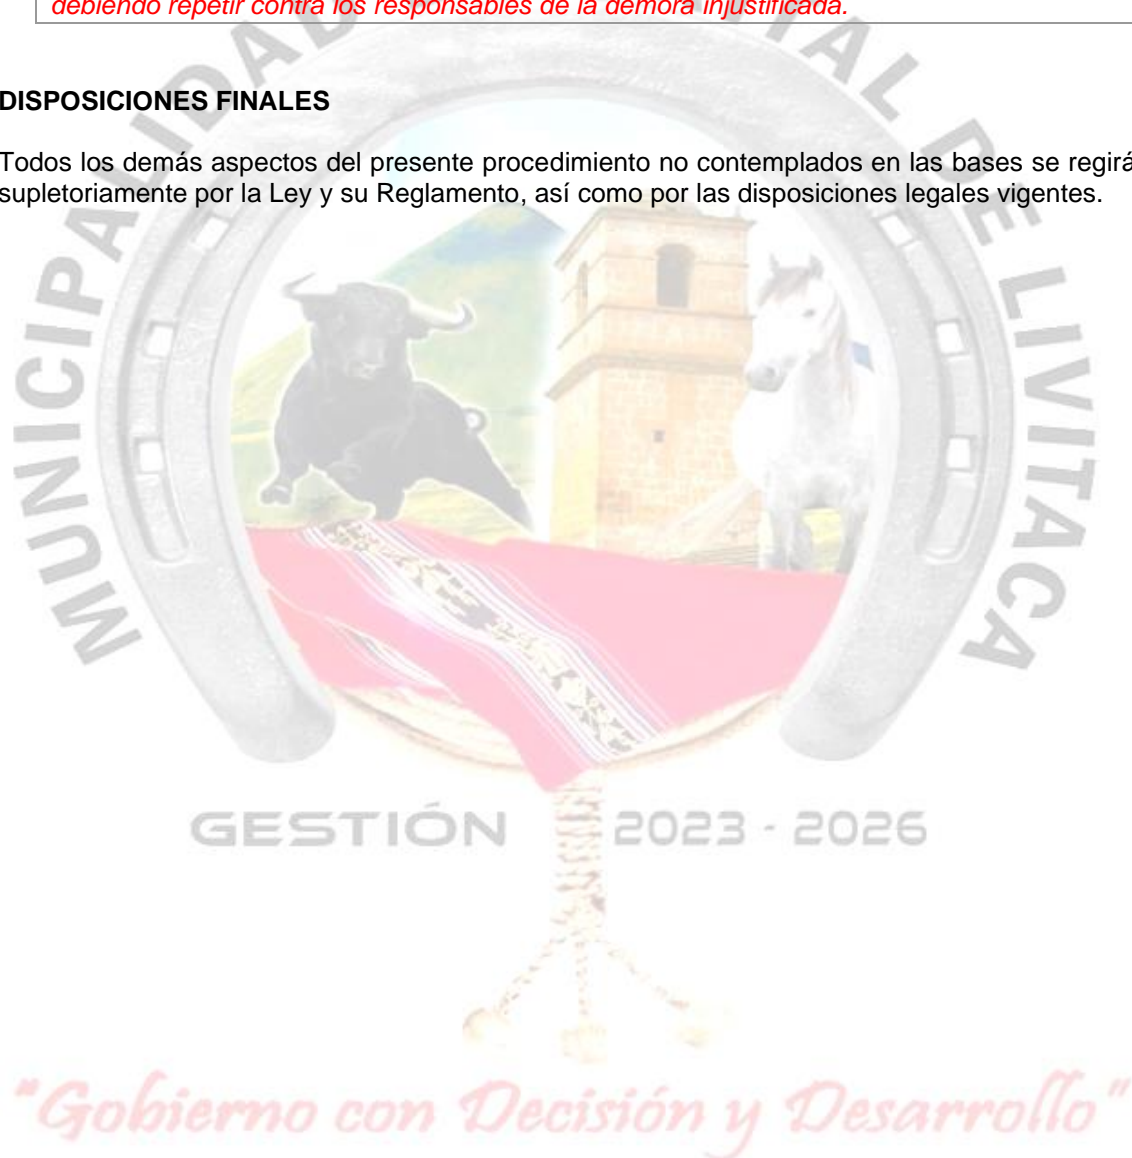 debiendo repetir contra los responsables de la demora injustificada.
DISPOSICIONES FINALES
Todos los demás aspectos del presente procedimiento no contemplados en las bases se regirá
supletoriamente por la Ley y su Reglamento, así como por las disposiciones legales vigentes.
MUNICIPALIDAD
TAL DE LIVITACA
GESTIÓN 2023 - 2026
"Gobierno con Decisión y Desarrollo"